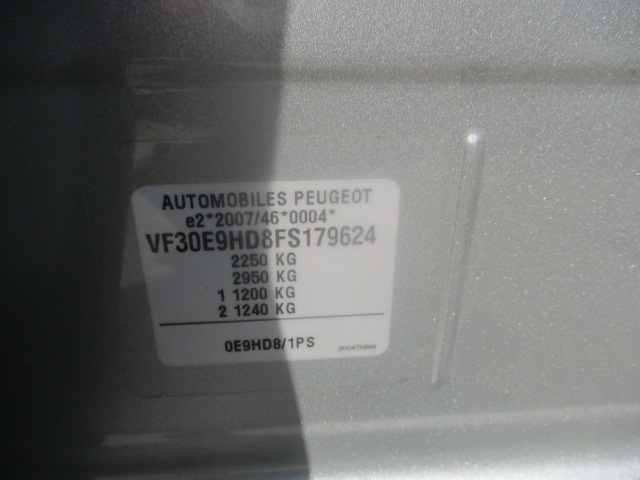 AUTOMOBILES PEUGEOT
e2*2007/46*0004*
VF30E9HD8FS179624
2250 KG
2950 KG
1 1200 KG
2 1240 KG
0E9HD8/1PS